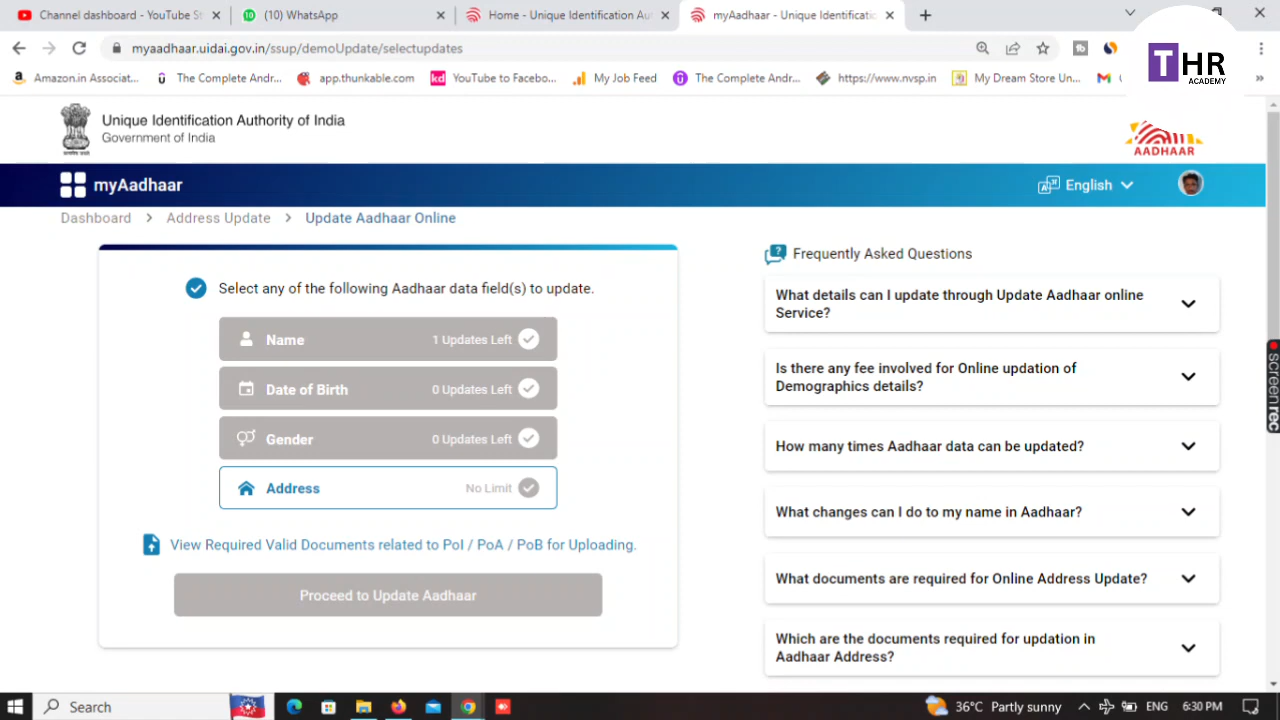 Channel dashboard - YouTube St
(10) WhatsApp
Home - Unique Identification Aut
myAadhaar - Unique Identificatio
myaadhaar.uidai.gov.in/ssup/demoUpdate/selectupdates
Amazon.in Associat...
The Complete Andr...
app.thunkable.com
YouTube to Facebo...
My Job Feed
The Complete Andr...
https://www.nvsp.in
My Dream Store Un...
THR
ACADEMY
Unique Identification Authority of India
Government of India
AADHAAR
myAadhaar
English
Dashboard > Address Update > Update Aadhaar Online
Select any of the following Aadhaar data field(s) to update.
Name 1 Updates Left
Date of Birth 0 Updates Left
Gender 0 Updates Left
Address No Limit
View Required Valid Documents related to PoI / PoA / PoB for Uploading.
Proceed to Update Aadhaar
Frequently Asked Questions
What details can I update through Update Aadhaar online
Service?
Is there any fee involved for Online updation of
Demographics details?
How many times Aadhaar data can be updated?
What changes can I do to my name in Aadhaar?
What documents are required for Online Address Update?
Which are the documents required for updation in
Aadhaar Address?
screenrec
Search
36°C Partly sunny
ENG
6:30 PM